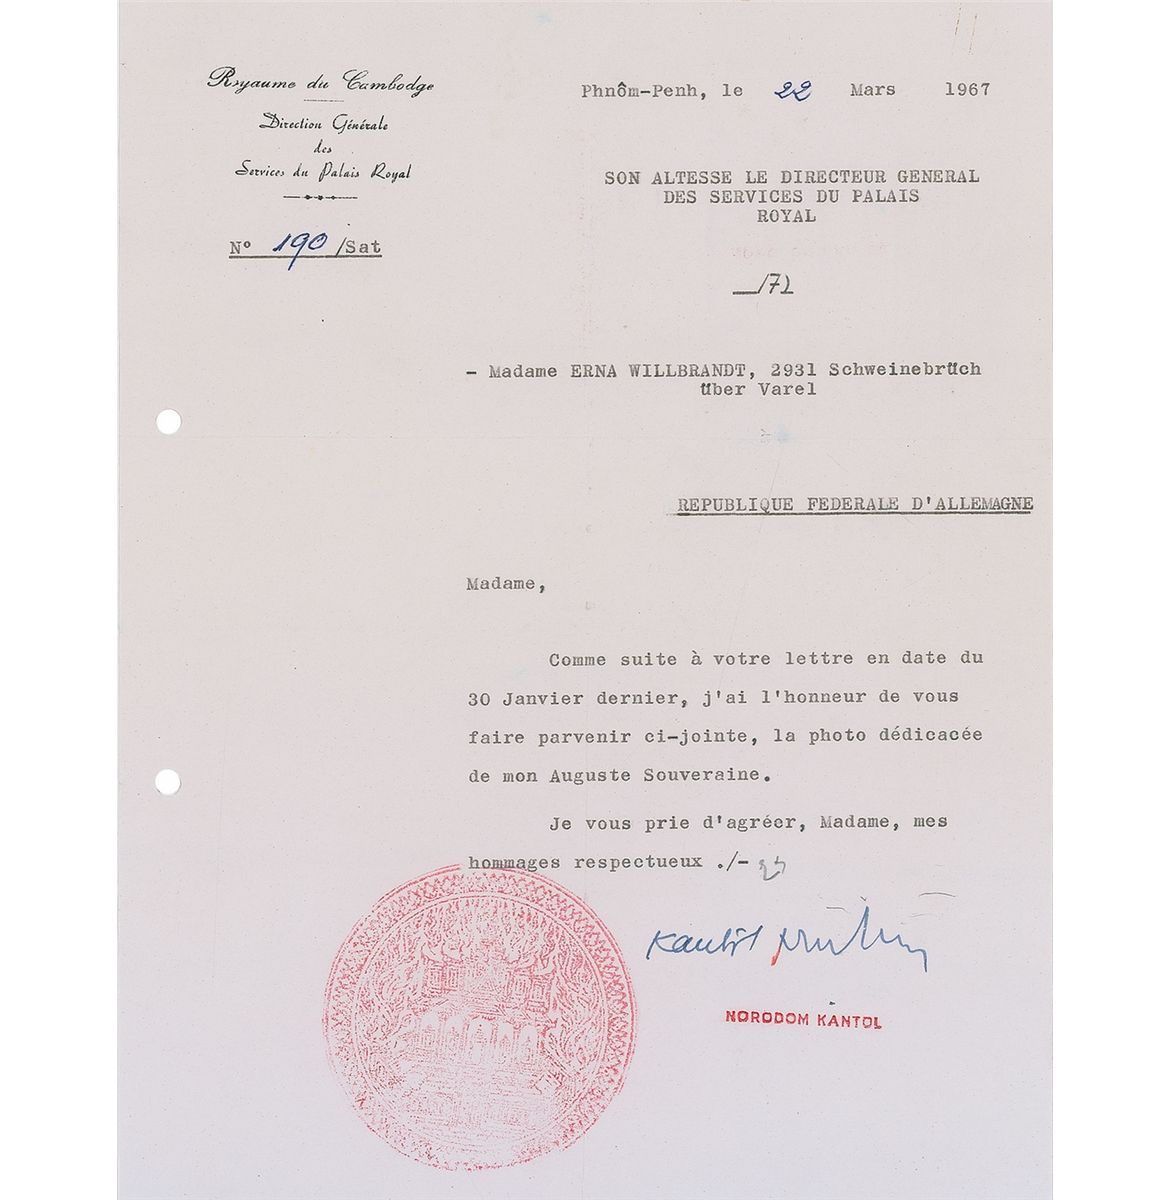 Royaume du Cambodge
Direction Générale
des
Services du Palais Royal
Nº 190/Sat
Phnôm-Penh, le 22 Mars 1967
SON ALTESSE LE DIRECTEUR GENERAL
DES SERVICES DU PALAIS
ROYAL
- Madame ERNA WILLBRANDT, 2931 Schweinebrüch
über Varel
REPUBLIQUE FEDERALE D'ALLEMAGNE
Madame,
Comme suite à votre lettre en date du
30 Janvier dernier, j'ai l'honneur de vous
faire parvenir ci-jointe, la photo dédicacée
de mon Auguste Souveraine.
Je vous prie d'agréer, Madame, mes
hommages respectueux ./-
NORODOM KANTOL